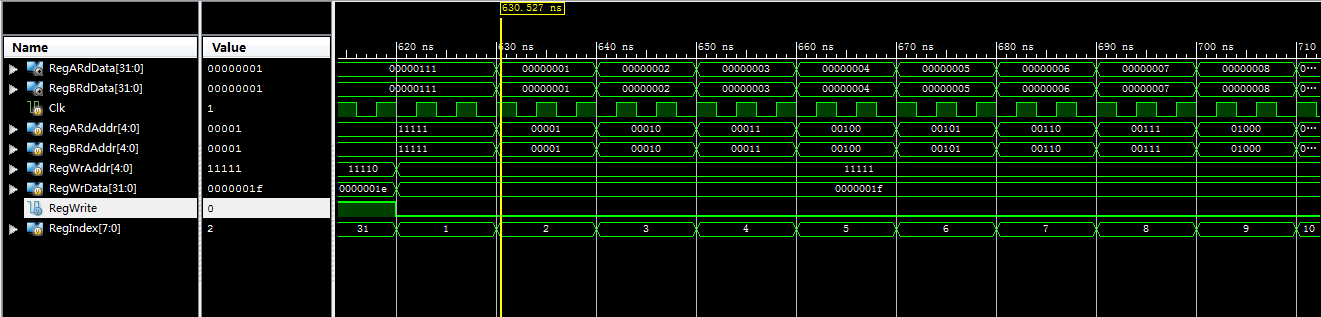 630.527 ns
Name Value 620 ns 630 ns 640 ns 650 ns 660 ns 670 ns 680 ns 690 ns 700 ns 710
RegARdData[31:0] 00000001 00000111 00000001 00000002 00000003 00000004 00000005 00000006 00000007 00000008 0...
RegBRdData[31:0] 00000001 00000111 00000001 00000002 00000003 00000004 00000005 00000006 00000007 00000008 0...
Clk 1
RegARdAddr[4:0] 00001 11111 00001 00010 00011 00100 00101 00110 00111 01000 0...
RegBRdAddr[4:0] 00001 11111 00001 00010 00011 00100 00101 00110 00111 01000 0...
RegWrAddr[4:0] 11111 11110 11111
RegWrData[31:0] 0000001f 0000001e 0000001f
RegWrite 0
RegIndex[7:0] 2 31 1 2 3 4 5 6 7 8 9 10